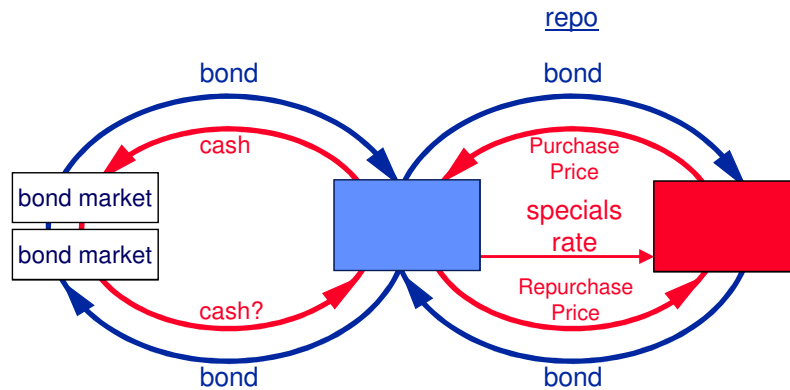 repo
bond
bond
cash
Purchase
Price
bond market
specials
rate
bond market
Repurchase
Price
cash?
bond
bond